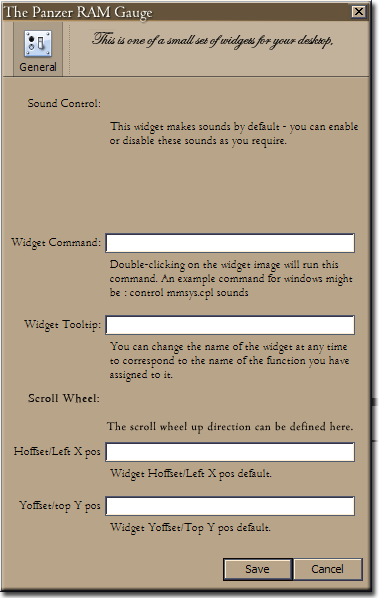 The Panzer RAM Gauge
This is one of a small set of widgets for your desktop,
General
Sound Control:
This widget makes sounds by default - you can enable
or disable these sounds as you require.
Widget Command:
Double-clicking on the widget image will run this
command. An example command for windows might
be : control mmsys.cpl sounds
Widget Tooltip:
You can change the name of the widget at any time
to correspond to the name of the function you have
assigned to it.
Scroll Wheel:
The scroll wheel up direction can be defined here.
Hoffset/Left X pos
Widget Hoffset/Left X pos default.
Yoffset/top Y pos
Widget Yoffset/Top Y pos default.
Save Cancel